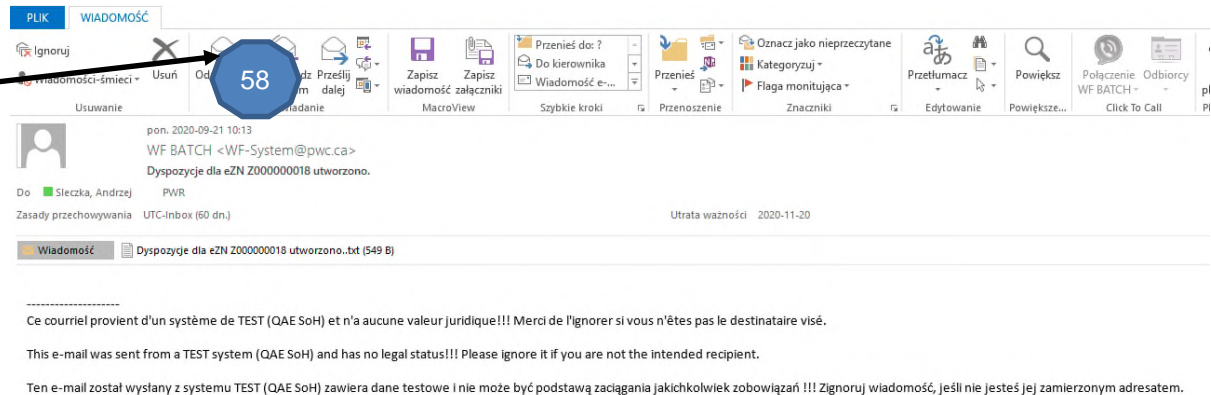 PLIK WIADOMOŚĆ
Ignoruj
Wiadomości-śmieci
Usuń
58
Prześlij dalej
Zapisz wiadomość
Zapisz załączniki
Przenieś do: ?
Do kierownika
Wiadomość e-...
Przenieś
Oznacz jako nieprzeczytane
Kategoryzuj
Flaga monitująca
Przetłumacz
Powiększ
Połączenie WF BATCH
Odbiorcy
Usuwanie
MacroView
Szybkie kroki
Przenoszenie
Znaczniki
Edytowanie
Powiększe...
Click To Call
pon. 2020-09-21 10:13
WF BATCH <WF-System@pwc.ca>
Dyspozycje dla eZN Z000000018 utworzono.
Do Sleczka, Andrzej PWR
Zasady przechowywania UTC-Inbox (60 dn.) Utrata ważności 2020-11-20
Wiadomość Dyspozycje dla eZN Z000000018 utworzono..txt (549 B)
--------------------
Ce courriel provient d'un système de TEST (QAE SoH) et n'a aucune valeur juridique!!! Merci de l'ignorer si vous n'êtes pas le destinataire visé.
This e-mail was sent from a TEST system (QAE SoH) and has no legal status!!! Please ignore it if you are not the intended recipient.
Ten e-mail został wysłany z systemu TEST (QAE SoH) zawiera dane testowe i nie może być podstawą zaciągania jakichkolwiek zobowiązań !!! Zignoruj wiadomość, jeśli nie jesteś jej zamierzonym adresatem.